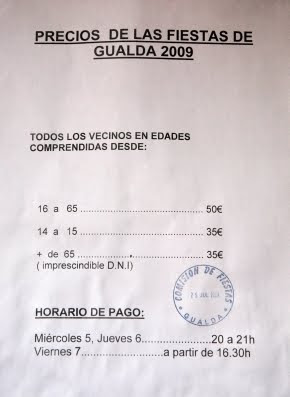 PRECIOS DE LAS FIESTAS DE
GUALDA 2009
TODOS LOS VECINOS EN EDADES
COMPRENDIDAS DESDE:
16 a 65.................................50€
14 a 15.................................35€
+ de 65.................................35€
( imprescindible D.N.I)
COMISION DE FIESTAS
GUALDA
HORARIO DE PAGO:
Miércoles 5, Jueves 6.................20 a 21h
Viernes 7.....................a partir de 16.30h